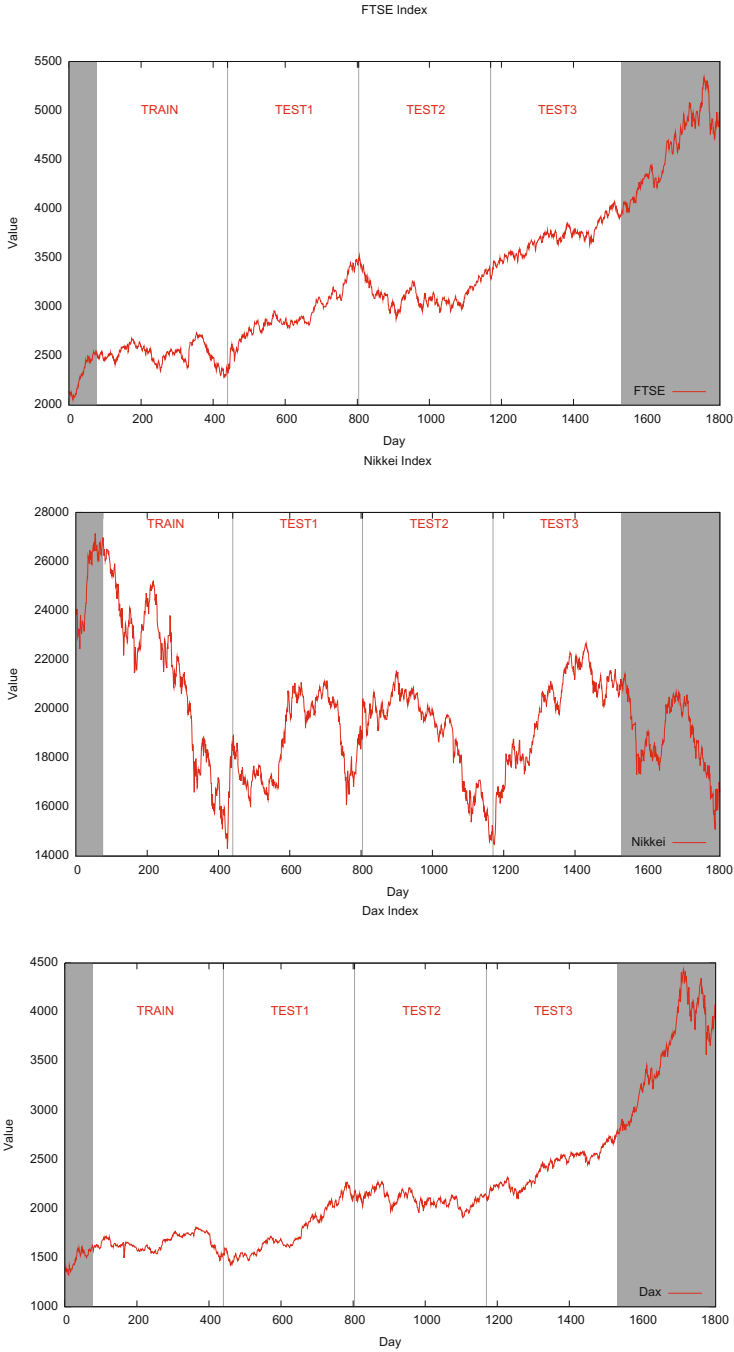 FTSE Index
5500
5000
4500
4000
3500
3000
2500
2000
Value
TRAIN TEST1 TEST2 TEST3
FTSE
0 200 400 600 800 1000 1200 1400 1600 1800
Day
Nikkei Index
28000
26000
24000
22000
20000
18000
16000
14000
Value
TRAIN TEST1 TEST2 TEST3
Nikkei
0 200 400 600 800 1000 1200 1400 1600 1800
Day
Dax Index
4500
4000
3500
3000
2500
2000
1500
1000
Value
TRAIN TEST1 TEST2 TEST3
Dax
0 200 400 600 800 1000 1200 1400 1600 1800
Day